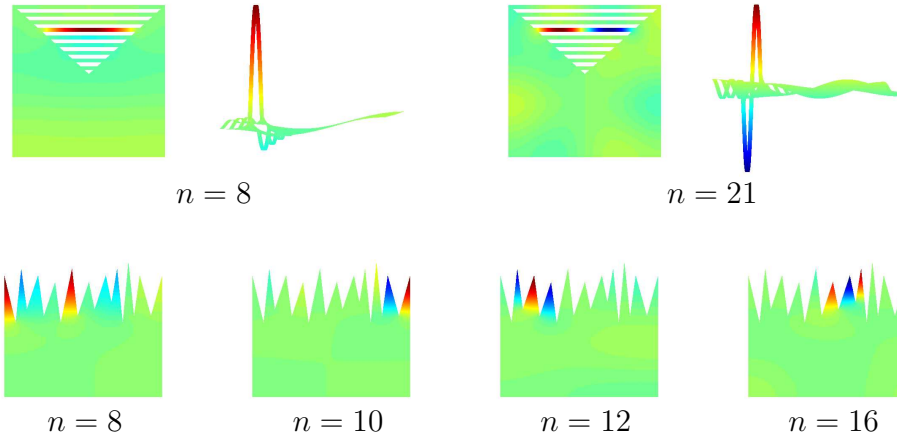 n = 8
n = 21
n = 8
n = 10
n = 12
n = 16